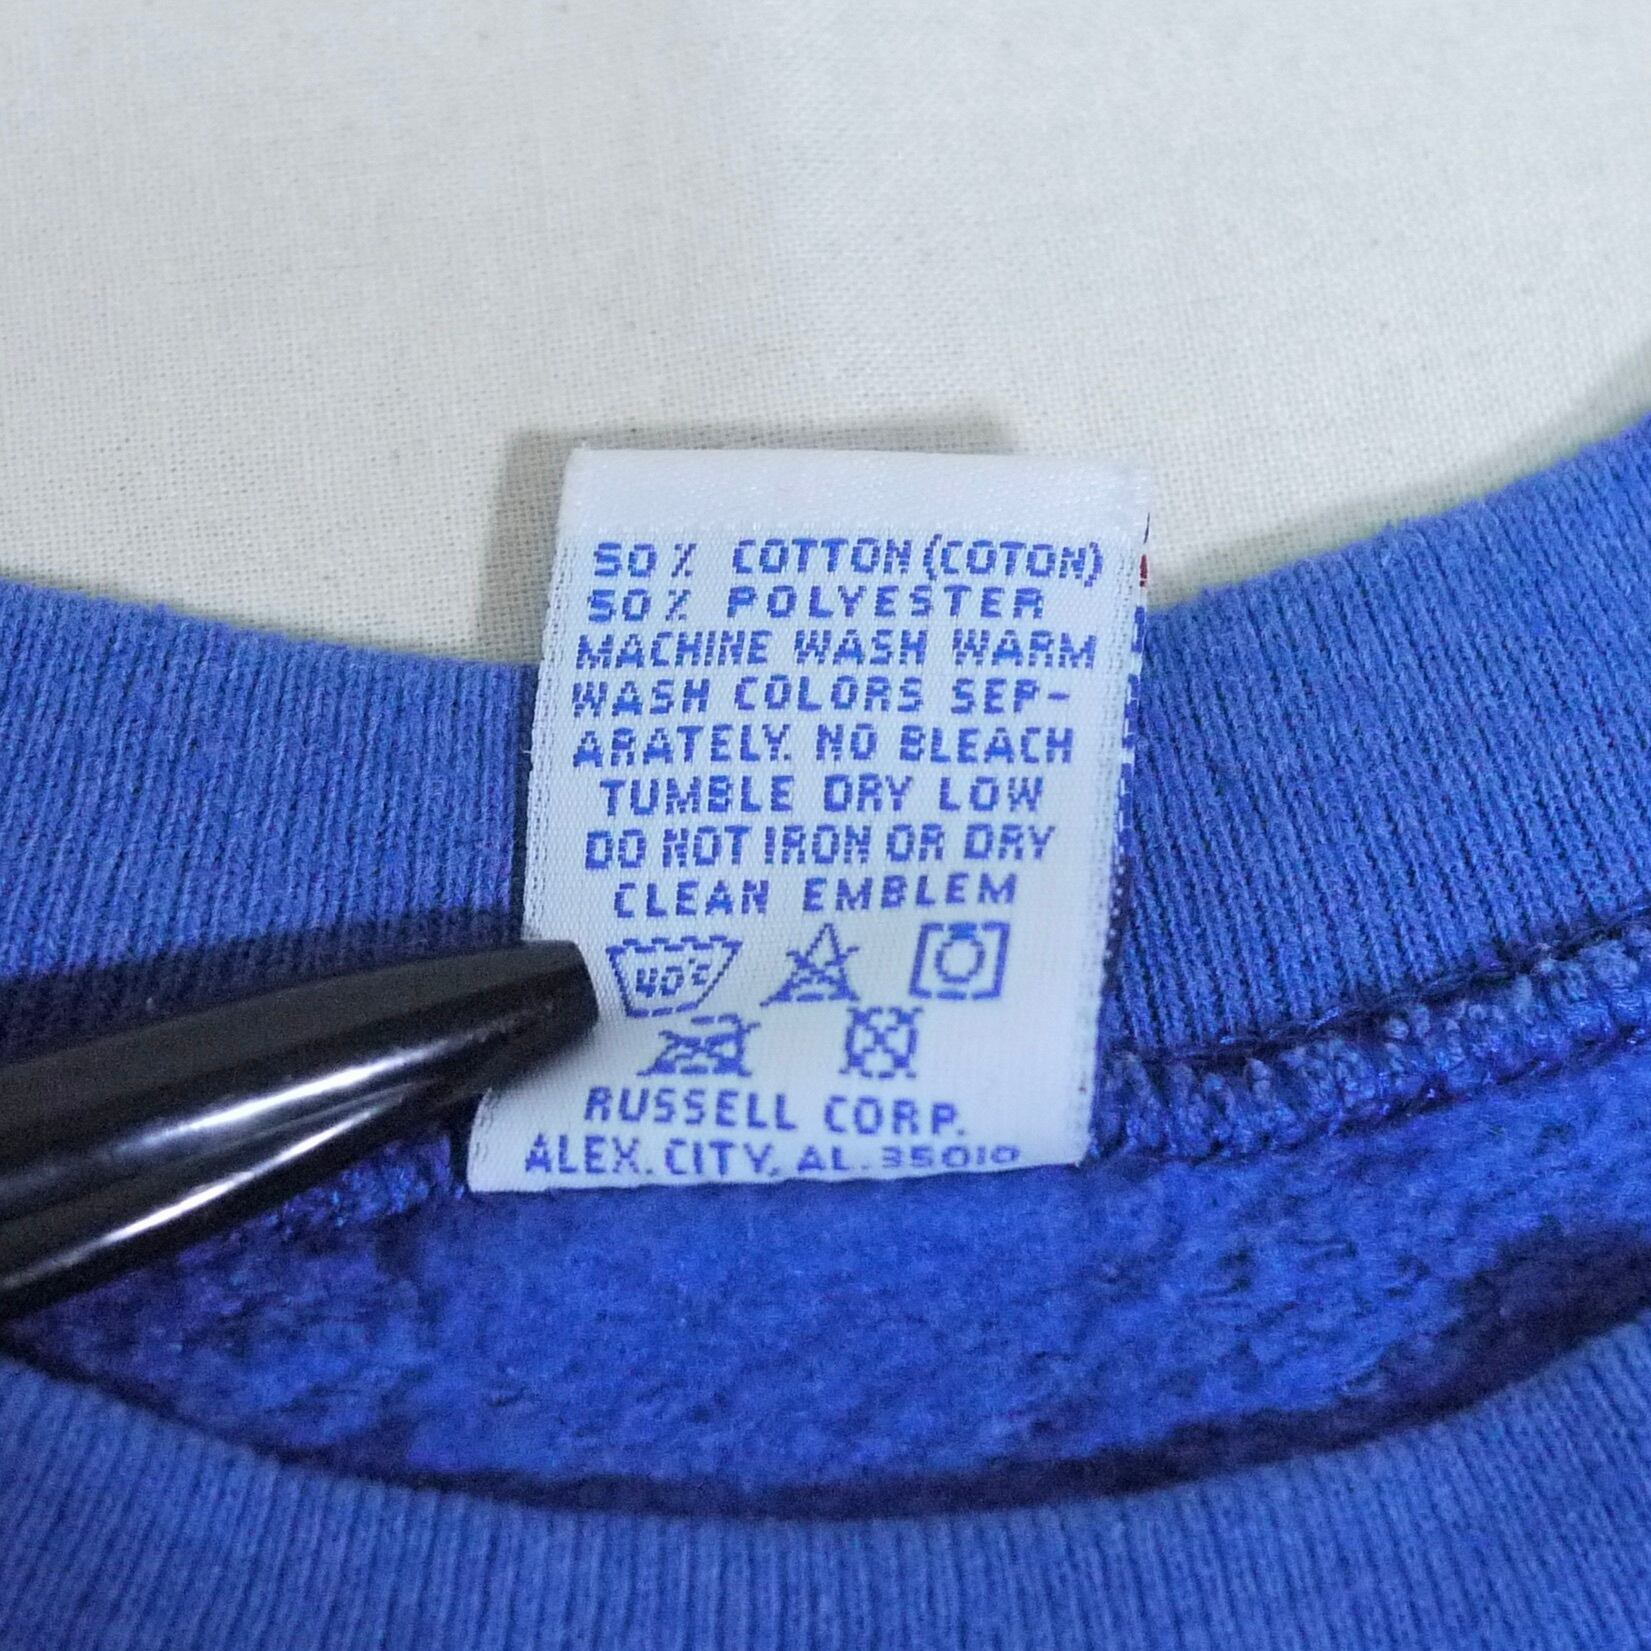 50% COTTON (COTON)
50% POLYESTER
MACHINE WASH WARM
WASH COLORS SEP-
ARATELY. NO BLEACH
TUMBLE DRY LOW
DO NOT IRON OR DRY
CLEAN EMBLEM
40°C
RUSSELL CORP.
ALEX. CITY, AL. 35010